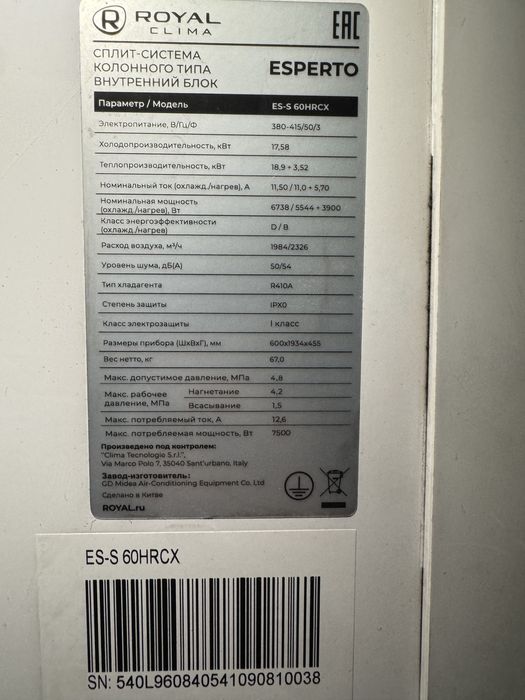 ROYAL
CLIMA
EAC
СПЛИТ-СИСТЕМА
КОЛОННОГО ТИПА
ВНУТРЕННИЙ БЛОК
ESPERTO
Параметр / Модель ES-S 60HRCX
Электропитание, В/Гц/Ф 380-415/50/3
Холодопроизводительность, кВт 17,58
Теплопроизводительность, кВт 18,9 + 3,52
Номинальный ток (охлажд./нагрев), А 11,50 / 11,0 + 5,70
Номинальная мощность
(охлажд./нагрев), Вт 6738 / 5544 + 3900
Класс энергоэффективности
(охлажд./нагрев) D / B
Расход воздуха, м³/ч 1984/2326
Уровень шума, дБ(А) 50/54
Тип хладагента R410A
Степень защиты IPX0
Класс электрозащиты I класс
Размеры прибора (ШхВхГ), мм 600x1934x455
Вес нетто, кг 67,0
Макс. допустимое давление, МПа 4,8
Макс. рабочее давление, МПа Нагнетание 4,2
Всасывание 1,5
Макс. потребляемый ток, А 12,6
Макс. потребляемая мощность, Вт 7500
Произведено под контролем:
"Clima Tecnologie S.r.l.",
Via Marco Polo 7, 35040 Sant'urbano, Italy
Завод-изготовитель:
GD Midea Air-Conditioning Equipment Co. Ltd
Сделано в Китае
ROYAL.ru
ES-S 60HRCX
SN: 540L960840541090810038